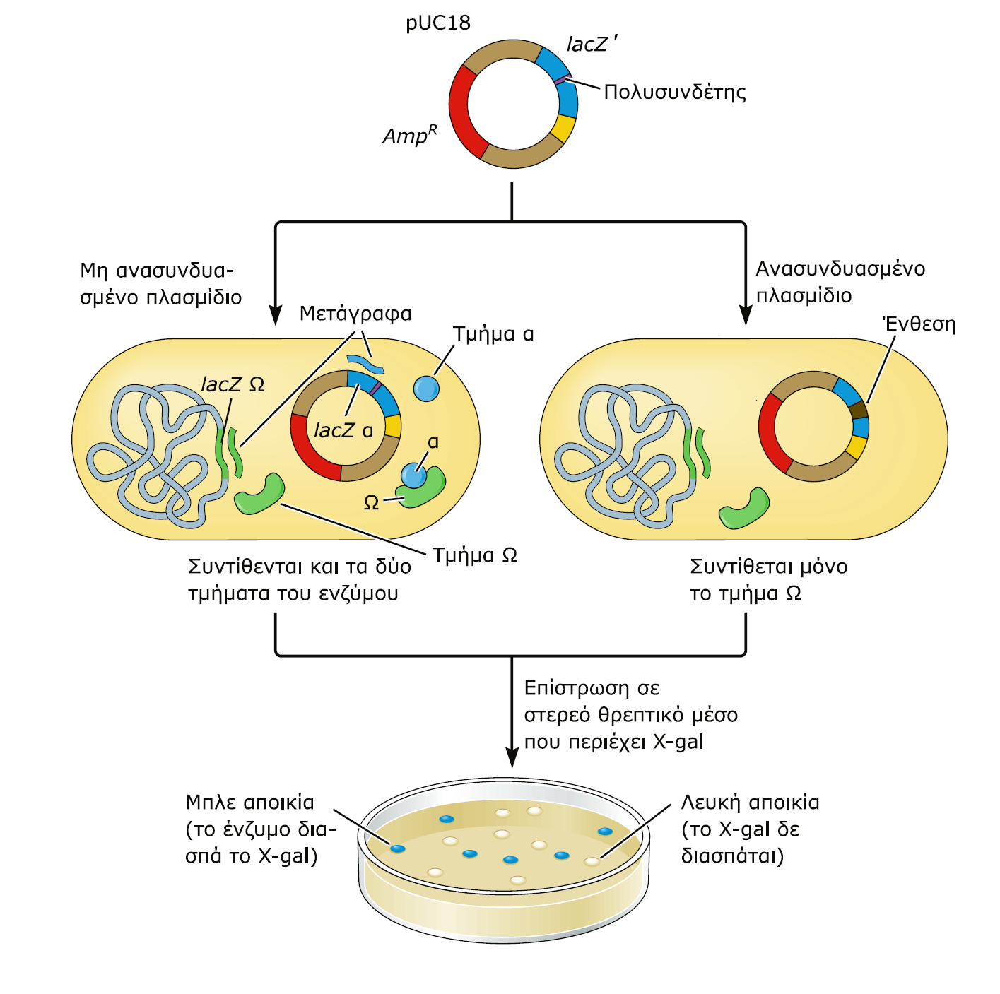 pUC18
lacZ ′
Πολυσυνδέτης
Amp^R
Μη ανασυνδυα-
σμένο πλασμίδιο
Ανασυνδυασμένο
πλασμίδιο
Μετάγραφα
Τμήμα α
Ένθεση
lacZ Ω
lacZ α
α
Ω
Τμήμα Ω
Συντίθενται και τα δύο
τμήματα του ενζύμου
Συντίθεται μόνο
το τμήμα Ω
Επίστρωση σε
στερεό θρεπτικό μέσο
που περιέχει X-gal
Μπλε αποικία
(το ένζυμο δια-
σπά το X-gal)
Λευκή αποικία
(το X-gal δε
διασπάται)